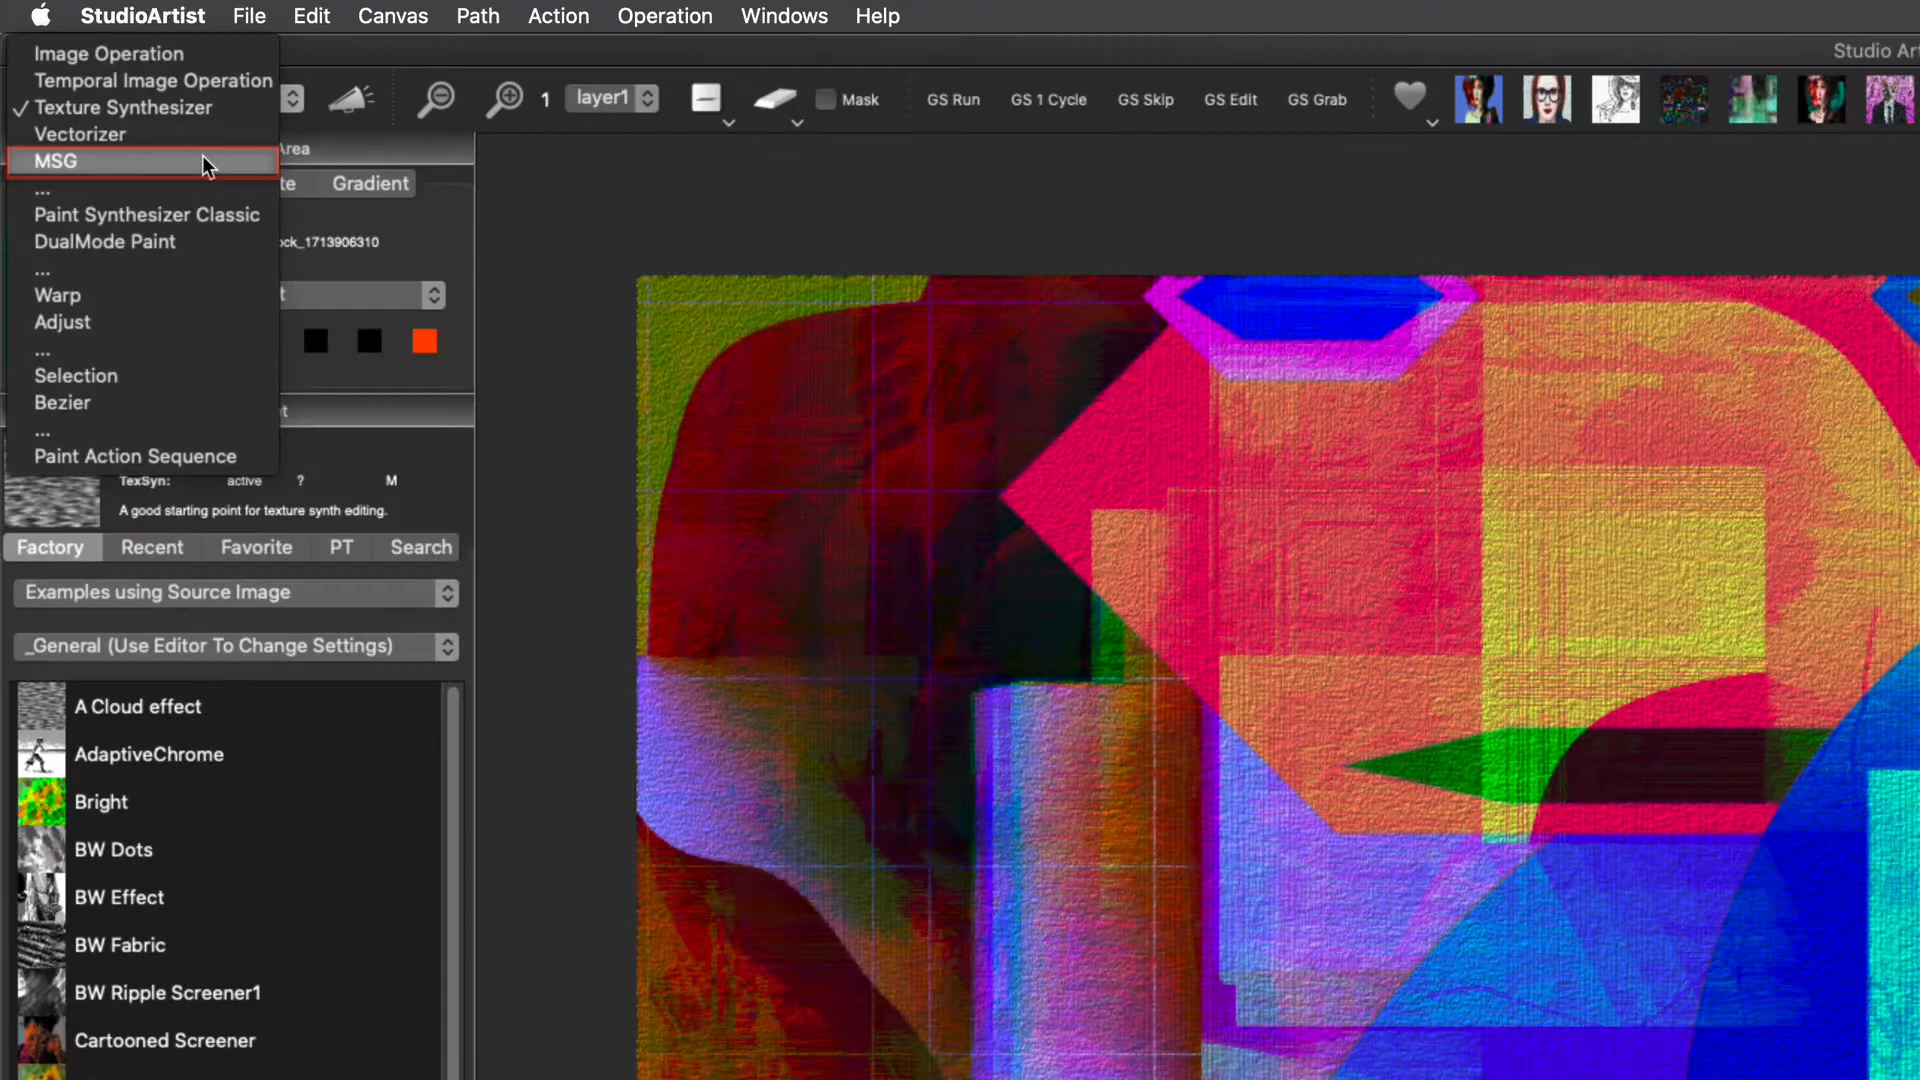 StudioArtist File Edit Canvas Path Action Operation Windows Help
Studio Art
Image Operation
Temporal Image Operation
✓ Texture Synthesizer
Vectorizer
MSG
...
Paint Synthesizer Classic
DualMode Paint
...
Warp
Adjust
...
Selection
Bezier
...
Paint Action Sequence
1 layer1 Mask GS Run GS 1 Cycle GS Skip GS Edit GS Grab
Area
te Gradient
ock_1713906310
t
t
TexSyn: active ? M
A good starting point for texture synth editing.
Factory Recent Favorite PT Search
Examples using Source Image
_General (Use Editor To Change Settings)
A Cloud effect
AdaptiveChrome
Bright
BW Dots
BW Effect
BW Fabric
BW Ripple Screener1
Cartooned Screener